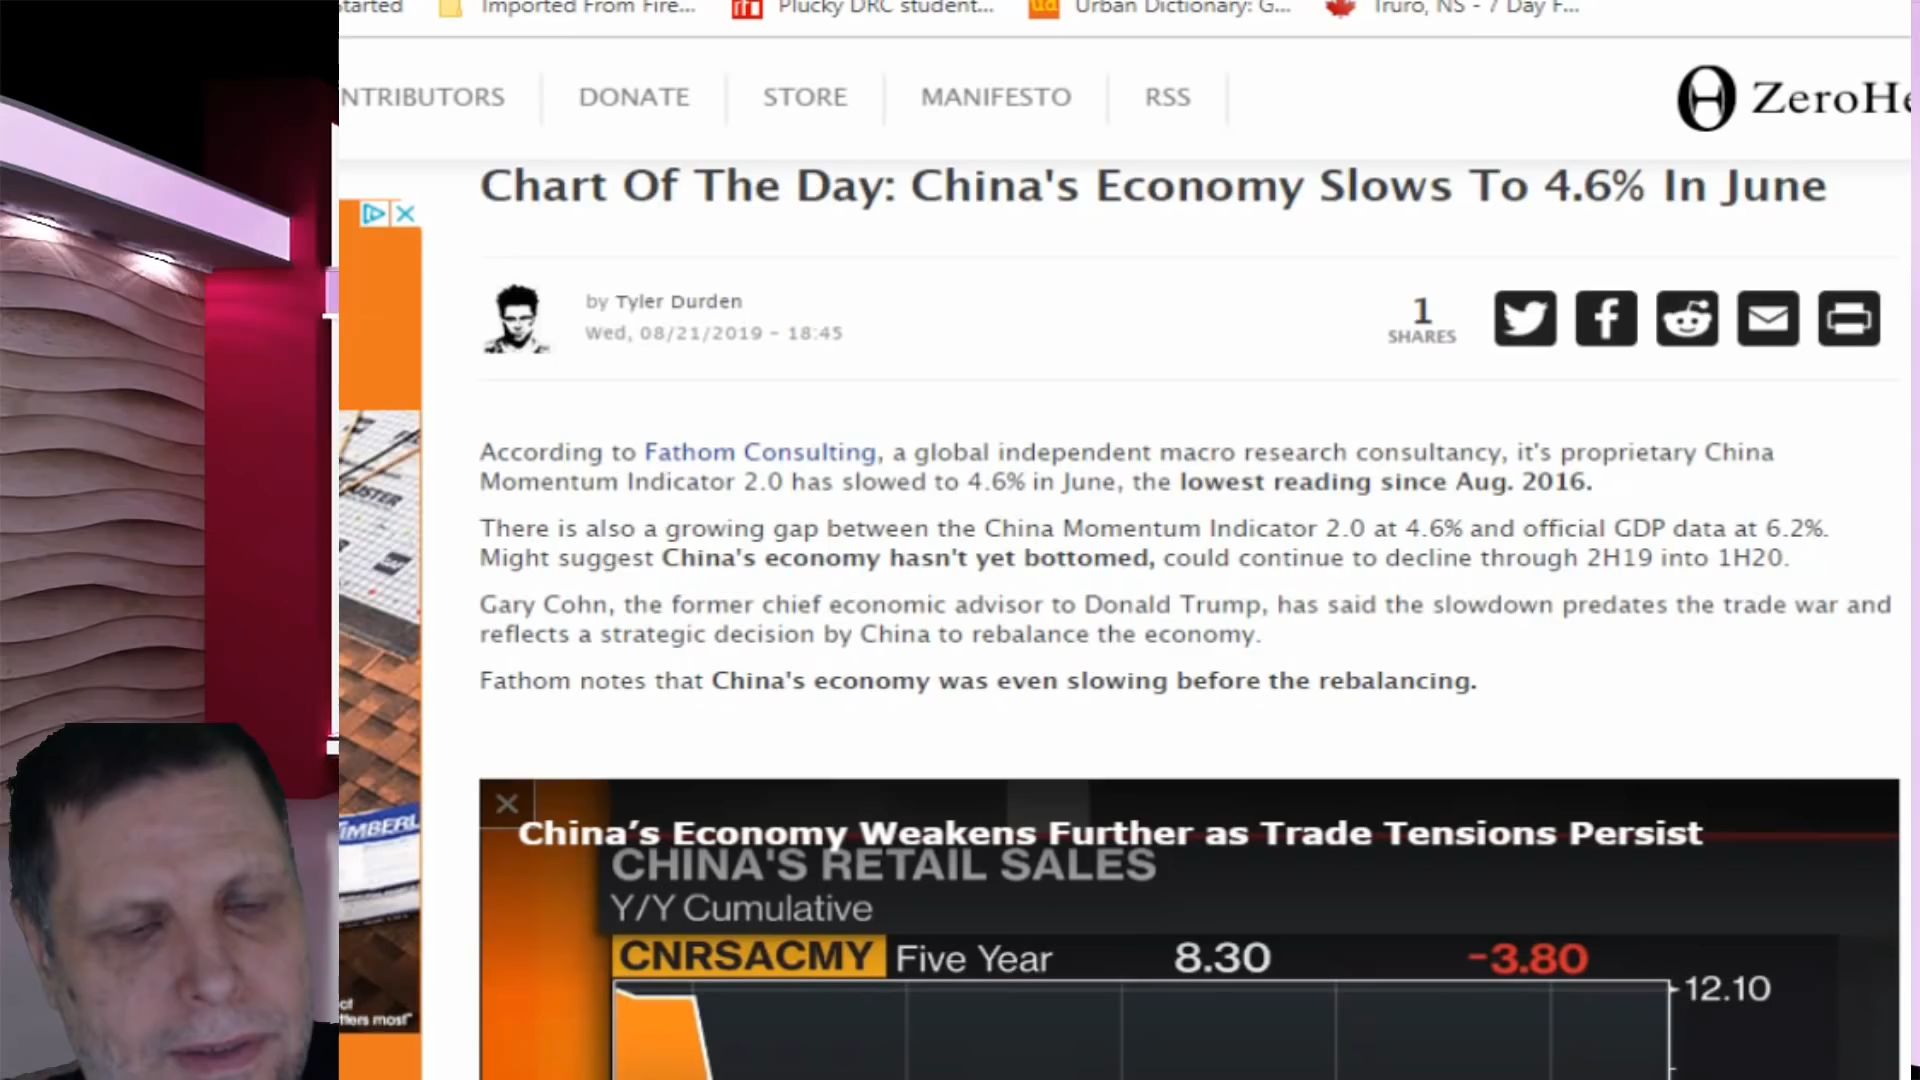 Started
Imported From Fire...
Plucky DRC student...
ud
Urban Dictionary: G...
Truro, NS - 7 Day F...
NTRIBUTORS
DONATE
STORE
MANIFESTO
RSS
ZeroHe
Chart Of The Day: China's Economy Slows To 4.6% In June
by Tyler Durden
Wed, 08/21/2019 - 18:45
1
SHARES
According to Fathom Consulting, a global independent macro research consultancy, it's proprietary China
Momentum Indicator 2.0 has slowed to 4.6% in June, the lowest reading since Aug. 2016.
There is also a growing gap between the China Momentum Indicator 2.0 at 4.6% and official GDP data at 6.2%.
Might suggest China's economy hasn't yet bottomed, could continue to decline through 2H19 into 1H20.
Gary Cohn, the former chief economic advisor to Donald Trump, has said the slowdown predates the trade war and
reflects a strategic decision by China to rebalance the economy.
Fathom notes that China's economy was even slowing before the rebalancing.
China's Economy Weakens Further as Trade Tensions Persist
CHINA'S RETAIL SALES
Y/Y Cumulative
CNRSACMY Five Year 8.30 -3.80
12.10
USTER
TIMBERL
of
tters most"